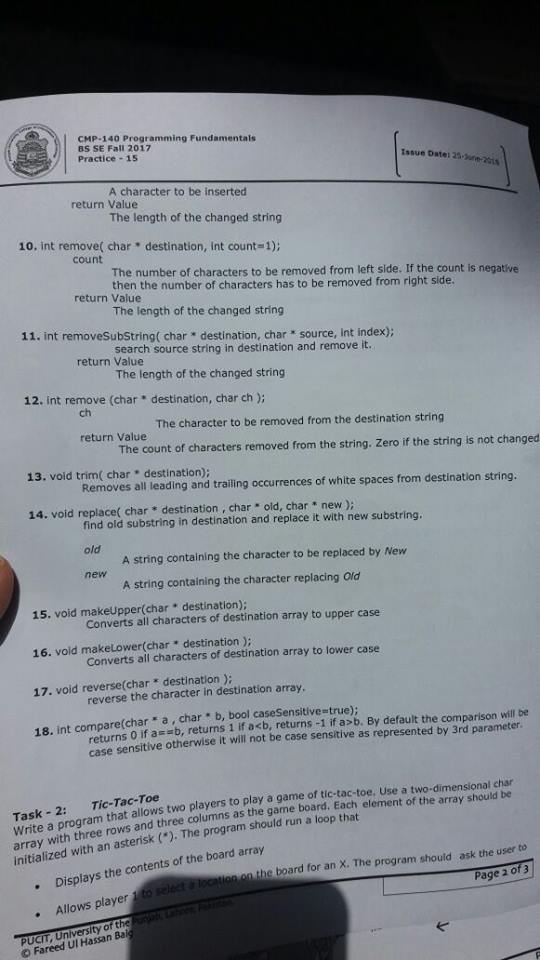 CMP-140 Programming Fundamentals
BS SE Fall 2017
Practice - 15
Issue Date: 25-June-2018
A character to be inserted
return Value
The length of the changed string
10. int remove( char * destination, int count=1);
count
The number of characters to be removed from left side. If the count is negative
then the number of characters has to be removed from right side.
return Value
The length of the changed string
11. int removeSubString( char * destination, char * source, int index);
search source string in destination and remove it.
return Value
The length of the changed string
12. int remove (char * destination, char ch );
ch
The character to be removed from the destination string
return Value
The count of characters removed from the string. Zero if the string is not changed
13. void trim( char * destination);
Removes all leading and trailing occurrences of white spaces from destination string.
14. void replace( char * destination , char * old, char * new );
find old substring in destination and replace it with new substring.
old
A string containing the character to be replaced by New
new
A string containing the character replacing Old
15. void makeUpper(char * destination);
Converts all characters of destination array to upper case
16. void makeLower(char * destination );
Converts all characters of destination array to lower case
17. void reverse(char * destination );
reverse the character in destination array.
18. int compare(char * a , char * b, bool caseSensitive=true);
returns 0 if a==b, returns 1 if a<b, returns -1 if a>b. By default the comparison will be
case sensitive otherwise it will not be case sensitive as represented by 3rd parameter.
Task - 2: Tic-Tac-Toe
Write a program that allows two players to play a game of tic-tac-toe. Use a two-dimensional char
array with three rows and three columns as the game board. Each element of the array should be
initialized with an asterisk (*). The program should run a loop that
• Displays the contents of the board array
• Allows player 1 to select a location on the board for an X. The program should ask the user to
Page 2 of 3
PUCIT, University of the Punjab, Lahore, Pakistan.
© Fareed Ul Hassan Baig